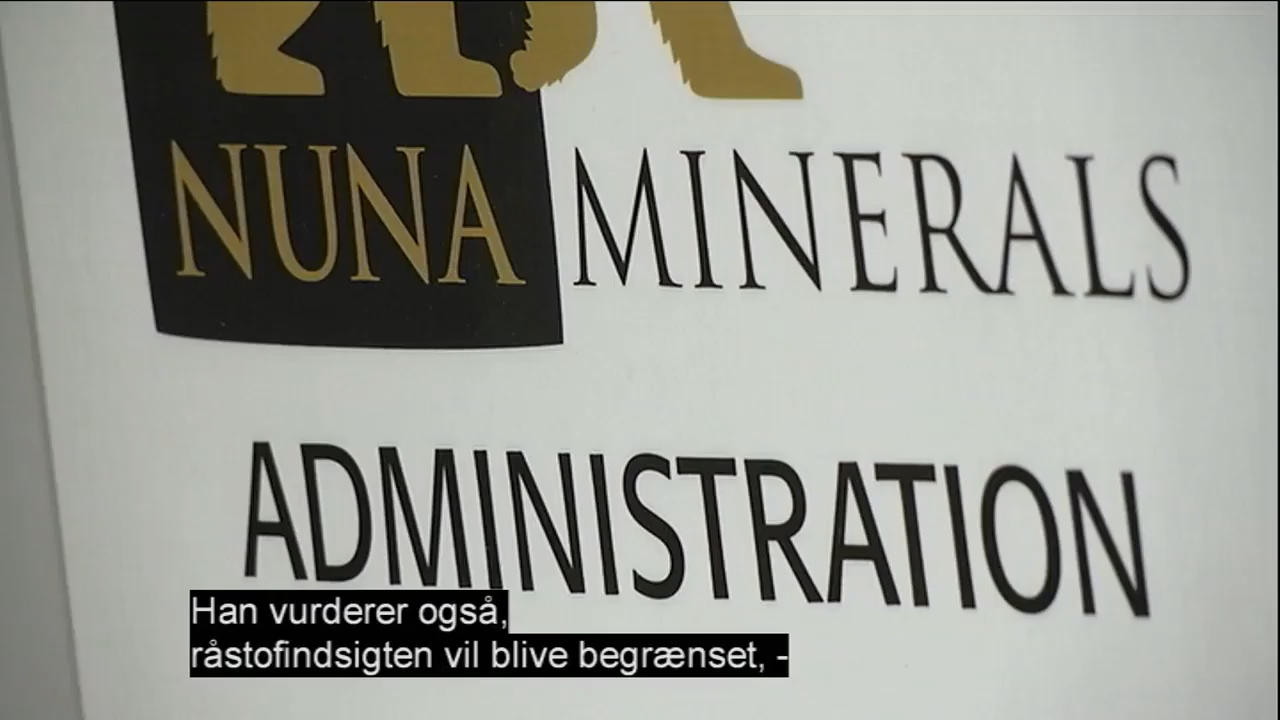 NUNA MINERALS
ADMINISTRATION
Han vurderer også,
råstofindsigten vil blive begrænset, -